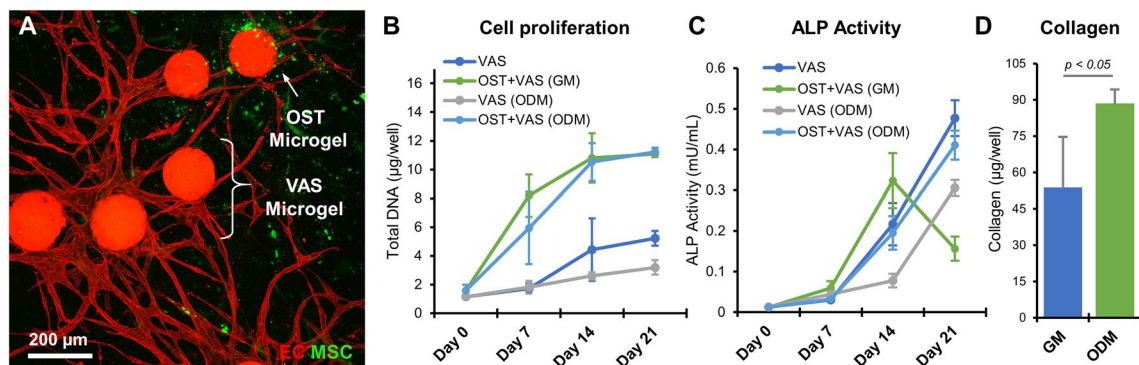 A
OST
Microgel
VAS
Microgel
200 µm
EC MSC
B
Cell proliferation
VAS
OST+VAS (GM)
VAS (ODM)
OST+VAS (ODM)
Total DNA (µg/well)
16
14
12
10
8
6
4
2
0
Day 0
Day 7
Day 14
Day 21
C
ALP Activity
VAS
OST+VAS (GM)
VAS (ODM)
OST+VAS (ODM)
ALP Activity (mU/mL)
0.6
0.5
0.4
0.3
0.2
0.1
0
Day 0
Day 7
Day 14
Day 21
D
Collagen
p < 0.05
Collagen (µg/well)
105
90
75
60
45
30
15
0
GM
ODM